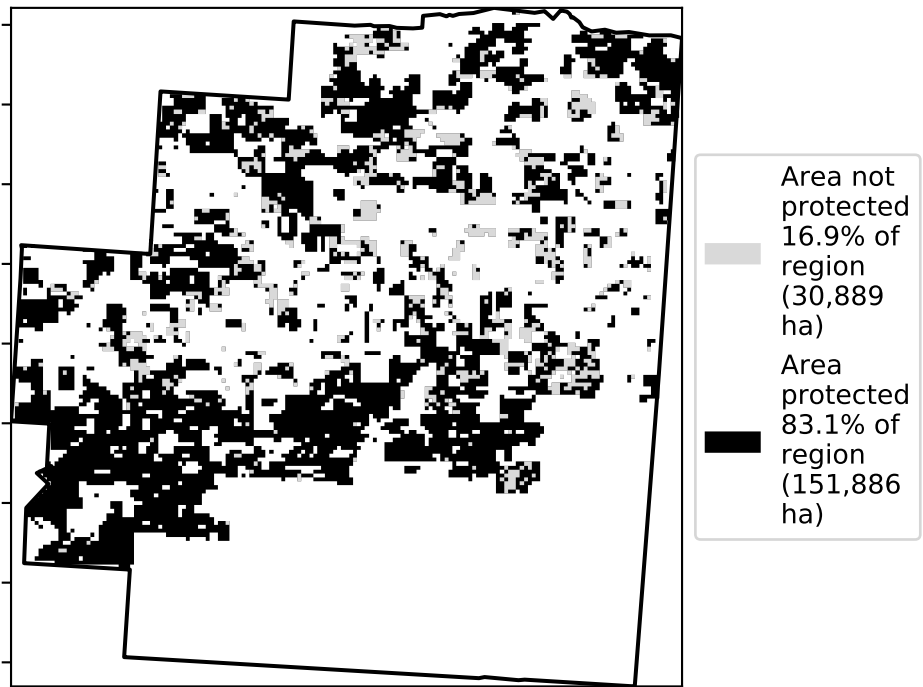 Area not
protected
16.9% of
region
(30,889
ha)
Area
protected
83.1% of
region
(151,886
ha)